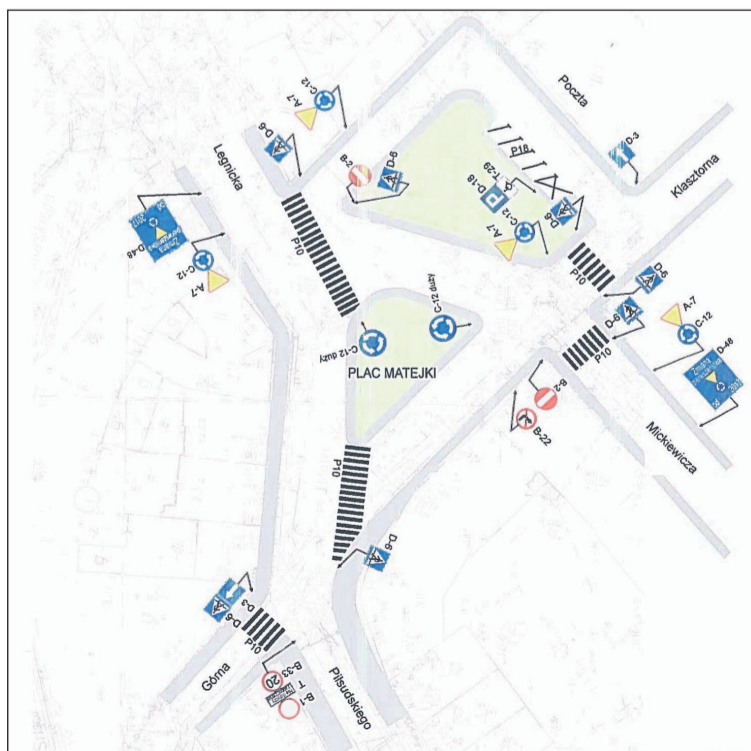 Legnicka
C-12
A-7
D-6
Poczta
D-3
Klasztorna
B-2
D-6
P18
T-29
D-18
C-12
A-7
D-6
P10
P10
D-48
C-12
A-7
C-12 duży
C-12 duży
PLAC MATEJKI
D-6
A-7
C-12
D-48
P10
B-2
B-22
Mickiewicza
P10
D-6
D-3
D-6
P10
Górna
B-33
20
T
B-1
Piłsudskiego